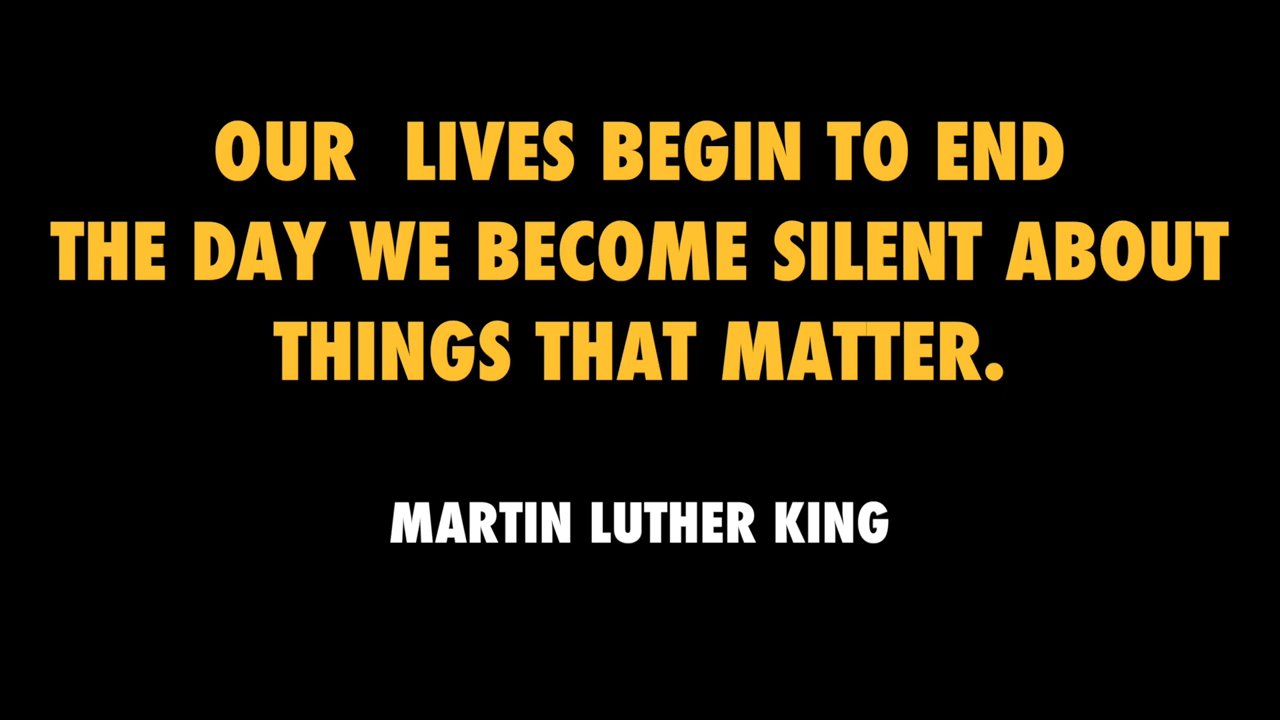 OUR  LIVES BEGIN TO END
THE DAY WE BECOME SILENT ABOUT
THINGS THAT MATTER.
MARTIN LUTHER KING